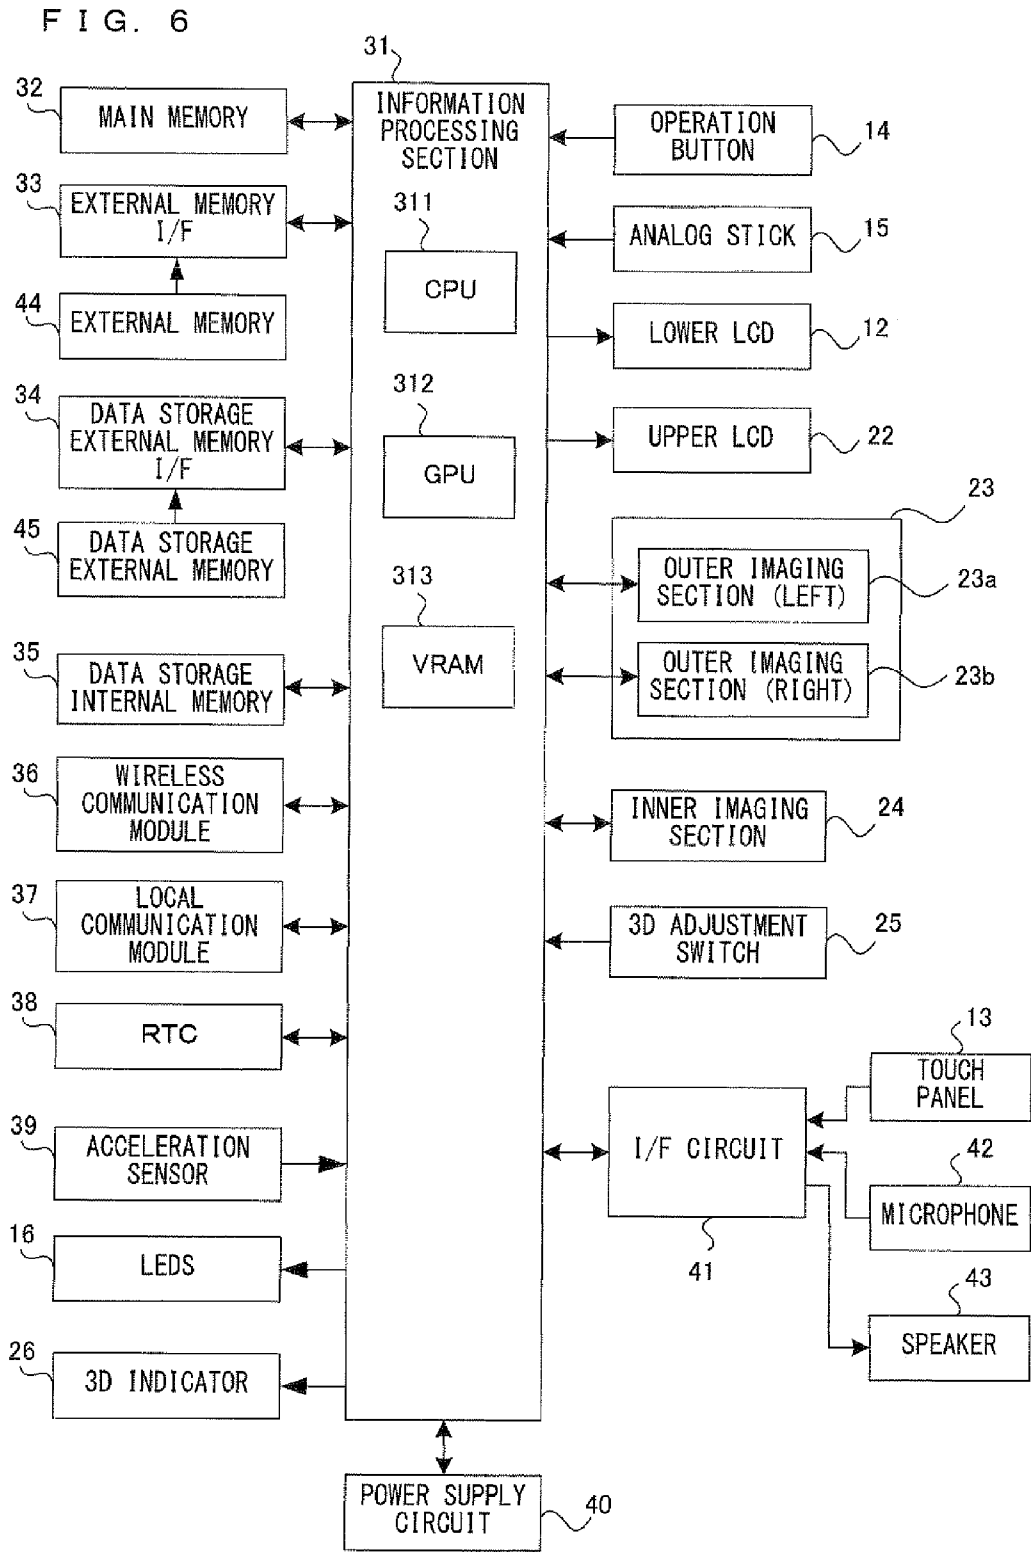 FIG. 6
31
32
MAIN MEMORY
33
EXTERNAL MEMORY
I/F
44
EXTERNAL MEMORY
34
DATA STORAGE
EXTERNAL MEMORY
I/F
45
DATA STORAGE
EXTERNAL MEMORY
35
DATA STORAGE
INTERNAL MEMORY
36
WIRELESS
COMMUNICATION
MODULE
37
LOCAL
COMMUNICATION
MODULE
38
RTC
39
ACCELERATION
SENSOR
16
LEDS
26
3D INDICATOR
INFORMATION
PROCESSING
SECTION
311
CPU
312
GPU
313
VRAM
OPERATION
BUTTON
14
ANALOG STICK
15
LOWER LCD
12
UPPER LCD
22
23
OUTER IMAGING
SECTION (LEFT)
23a
OUTER IMAGING
SECTION (RIGHT)
23b
INNER IMAGING
SECTION
24
3D ADJUSTMENT
SWITCH
25
13
TOUCH
PANEL
I/F CIRCUIT
41
42
MICROPHONE
43
SPEAKER
POWER SUPPLY
CIRCUIT
40